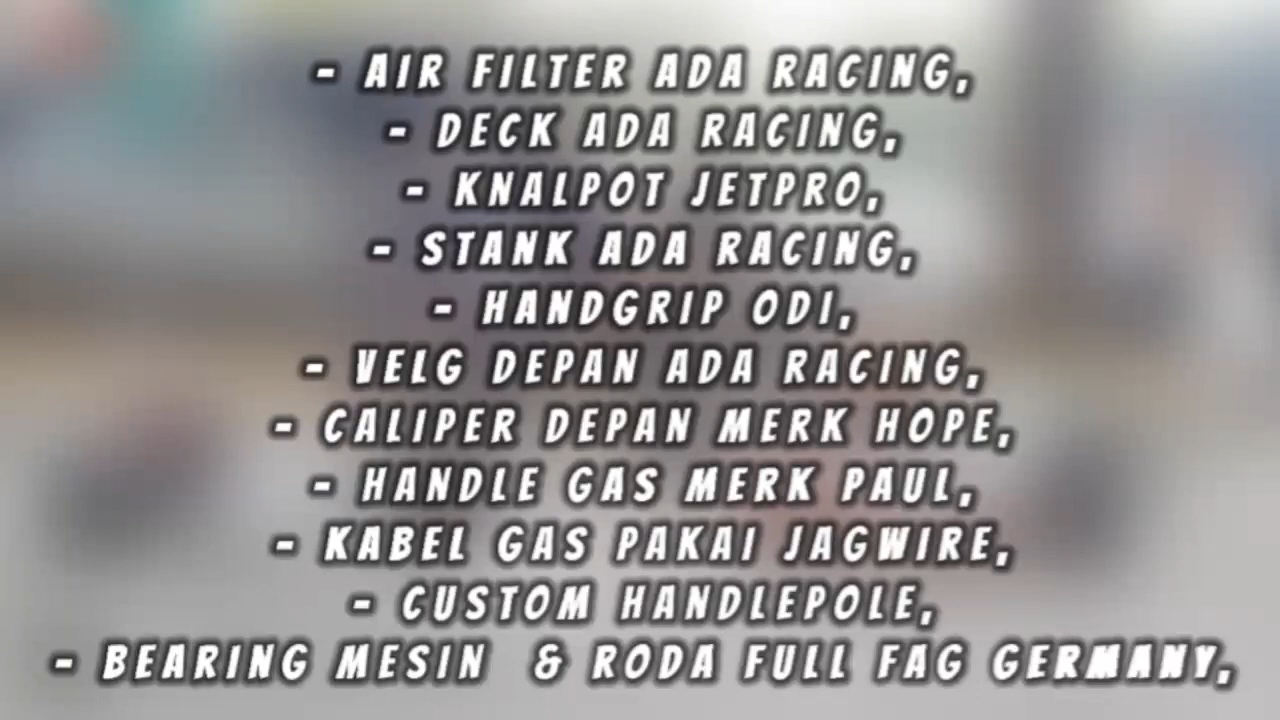 - AIR FILTER ADA RACING,
- DECK ADA RACING,
- KNALPOT JETPRO,
- STANK ADA RACING,
- HANDGRIP ODI,
- VELG DEPAN ADA RACING,
- CALIPER DEPAN MERK HOPE,
- HANDLE GAS MERK PAUL,
- KABEL GAS PAKAI JAGWIRE,
- CUSTOM HANDLEPOLE,
- BEARING MESIN & RODA FULL FAG GERMANY,